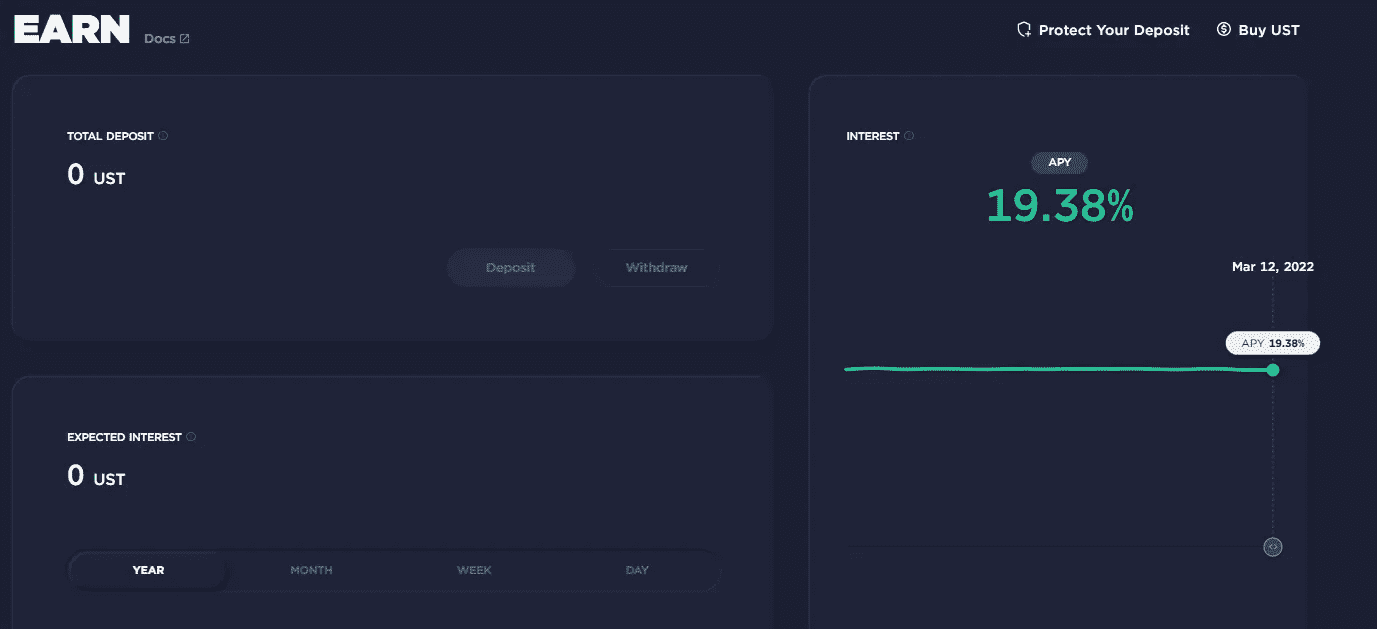 EARN Docs
Protect Your Deposit Buy UST
TOTAL DEPOSIT
0 UST
Deposit Withdraw
EXPECTED INTEREST
0 UST
YEAR MONTH WEEK DAY
INTEREST
APY
19.38%
Mar 12, 2022
APY 19.38%